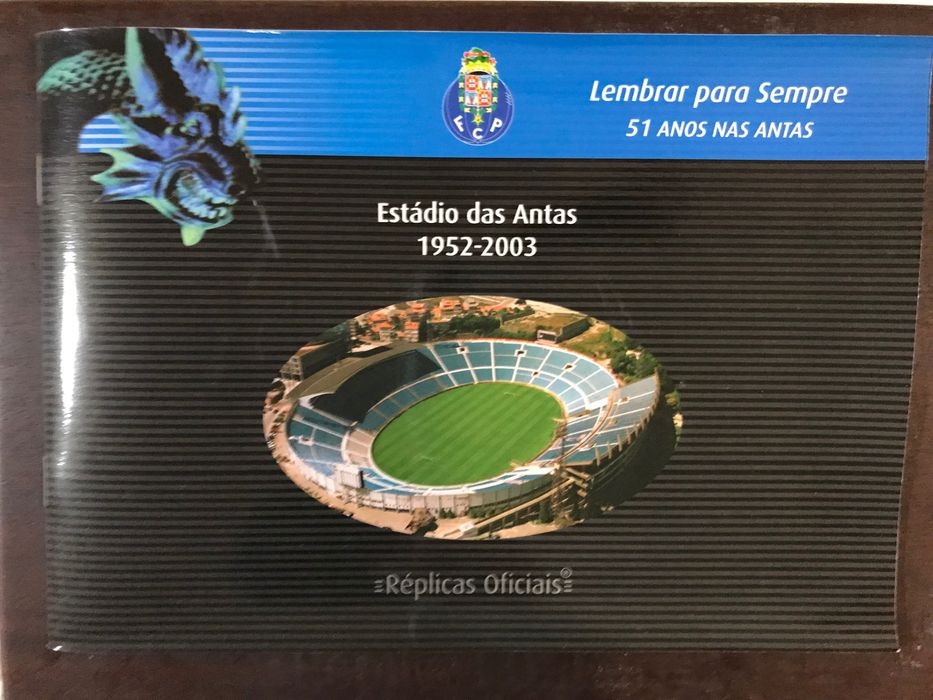 FCP
Lembrar para Sempre
51 ANOS NAS ANTAS
Estádio das Antas
1952-2003
Réplicas Oficiais®